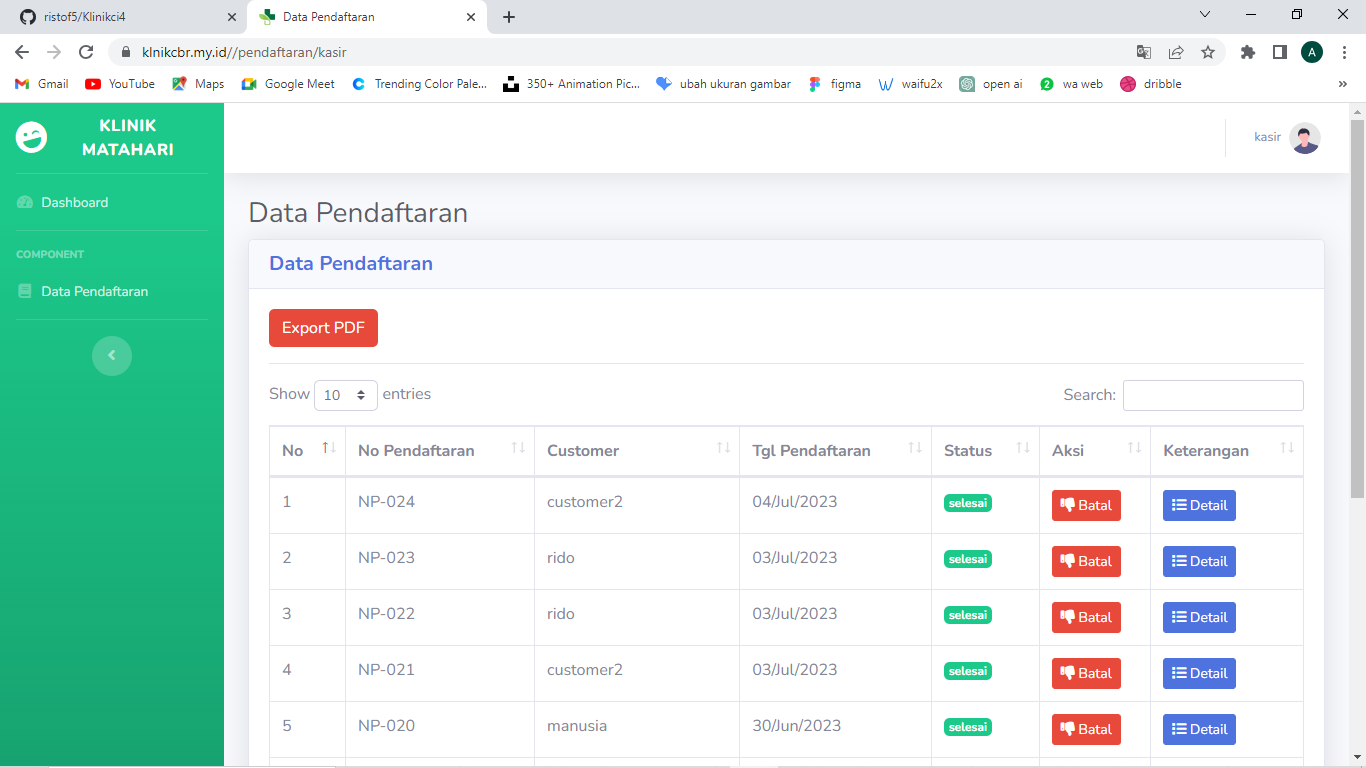 ristof5/Klinikci4
Data Pendaftaran
klnikcbr.my.id//pendaftaran/kasir
A
Gmail YouTube Maps Google Meet Trending Color Pale... 350+ Animation Pic... ubah ukuran gambar figma waifu2x open ai 2 wa web dribble »
KLINIK
MATAHARI
kasir
Dashboard
COMPONENT
Data Pendaftaran
Data Pendaftaran
Data Pendaftaran
Export PDF
Show 10 entries
Search:
No No Pendaftaran Customer Tgl Pendaftaran Status Aksi Keterangan
1 NP-024 customer2 04/Jul/2023 selesai Batal Detail
2 NP-023 rido 03/Jul/2023 selesai Batal Detail
3 NP-022 rido 03/Jul/2023 selesai Batal Detail
4 NP-021 customer2 03/Jul/2023 selesai Batal Detail
5 NP-020 manusia 30/Jun/2023 selesai Batal Detail